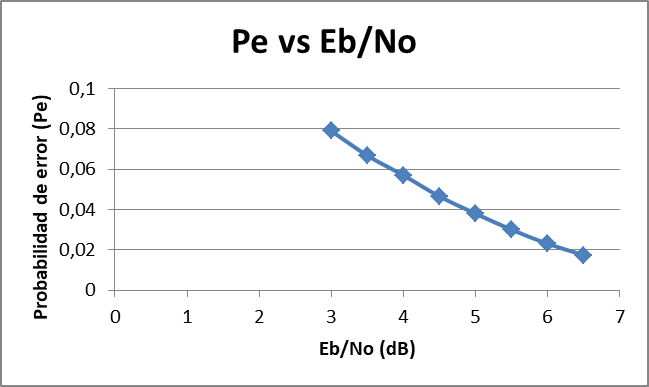 Pe vs Eb/No
Probabilidad de error (Pe)
0,1
0,08
0,06
0,04
0,02
0
0 1 2 3 4 5 6 7
Eb/No (dB)